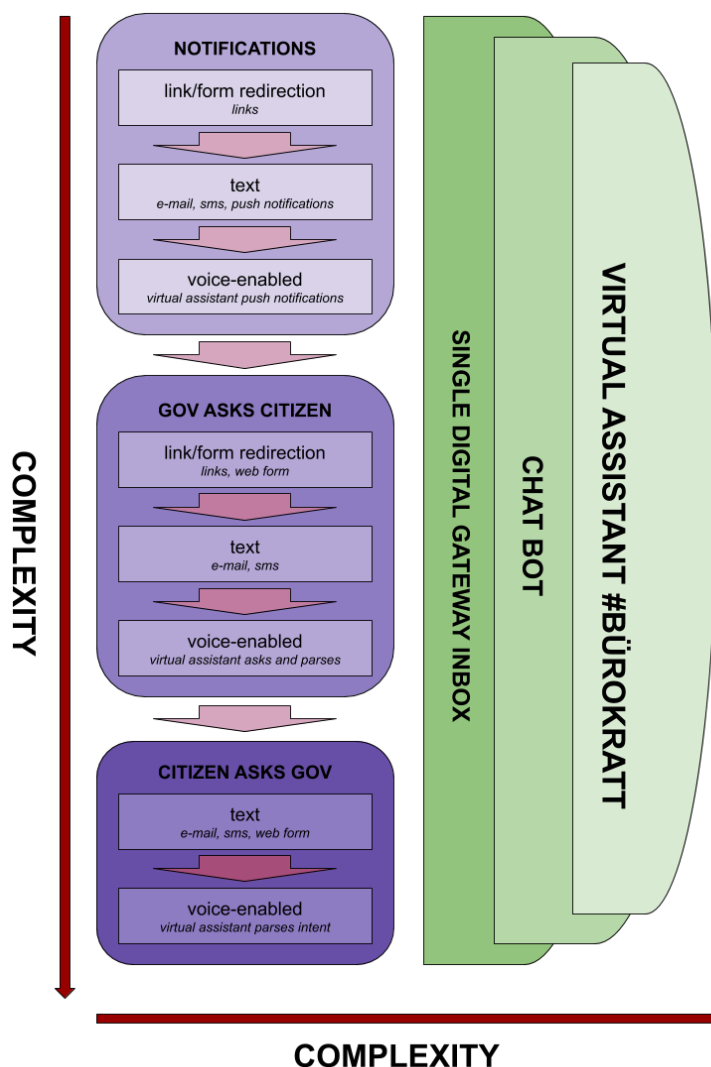 NOTIFICATIONS
link/form redirection
links
text
e-mail, sms, push notifications
voice-enabled
virtual assistant push notifications
GOV ASKS CITIZEN
link/form redirection
links, web form
text
e-mail, sms
voice-enabled
virtual assistant asks and parses
CITIZEN ASKS GOV
text
e-mail, sms, web form
voice-enabled
virtual assistant parses intent
COMPLEXITY
SINGLE DIGITAL GATEWAY INBOX
CHAT BOT
VIRTUAL ASSISTANT #BÜROKRATT
COMPLEXITY